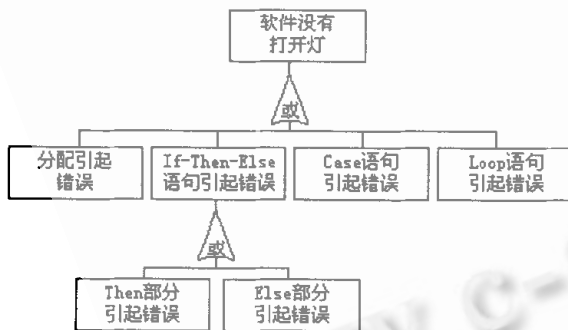 软件没有
打开灯
或
分配引起
错误
If-Then-Else
语句引起错误
Case语句
引起错误
Loop语句
引起错误
或
Then部分
引起错误
Else部分
引起错误